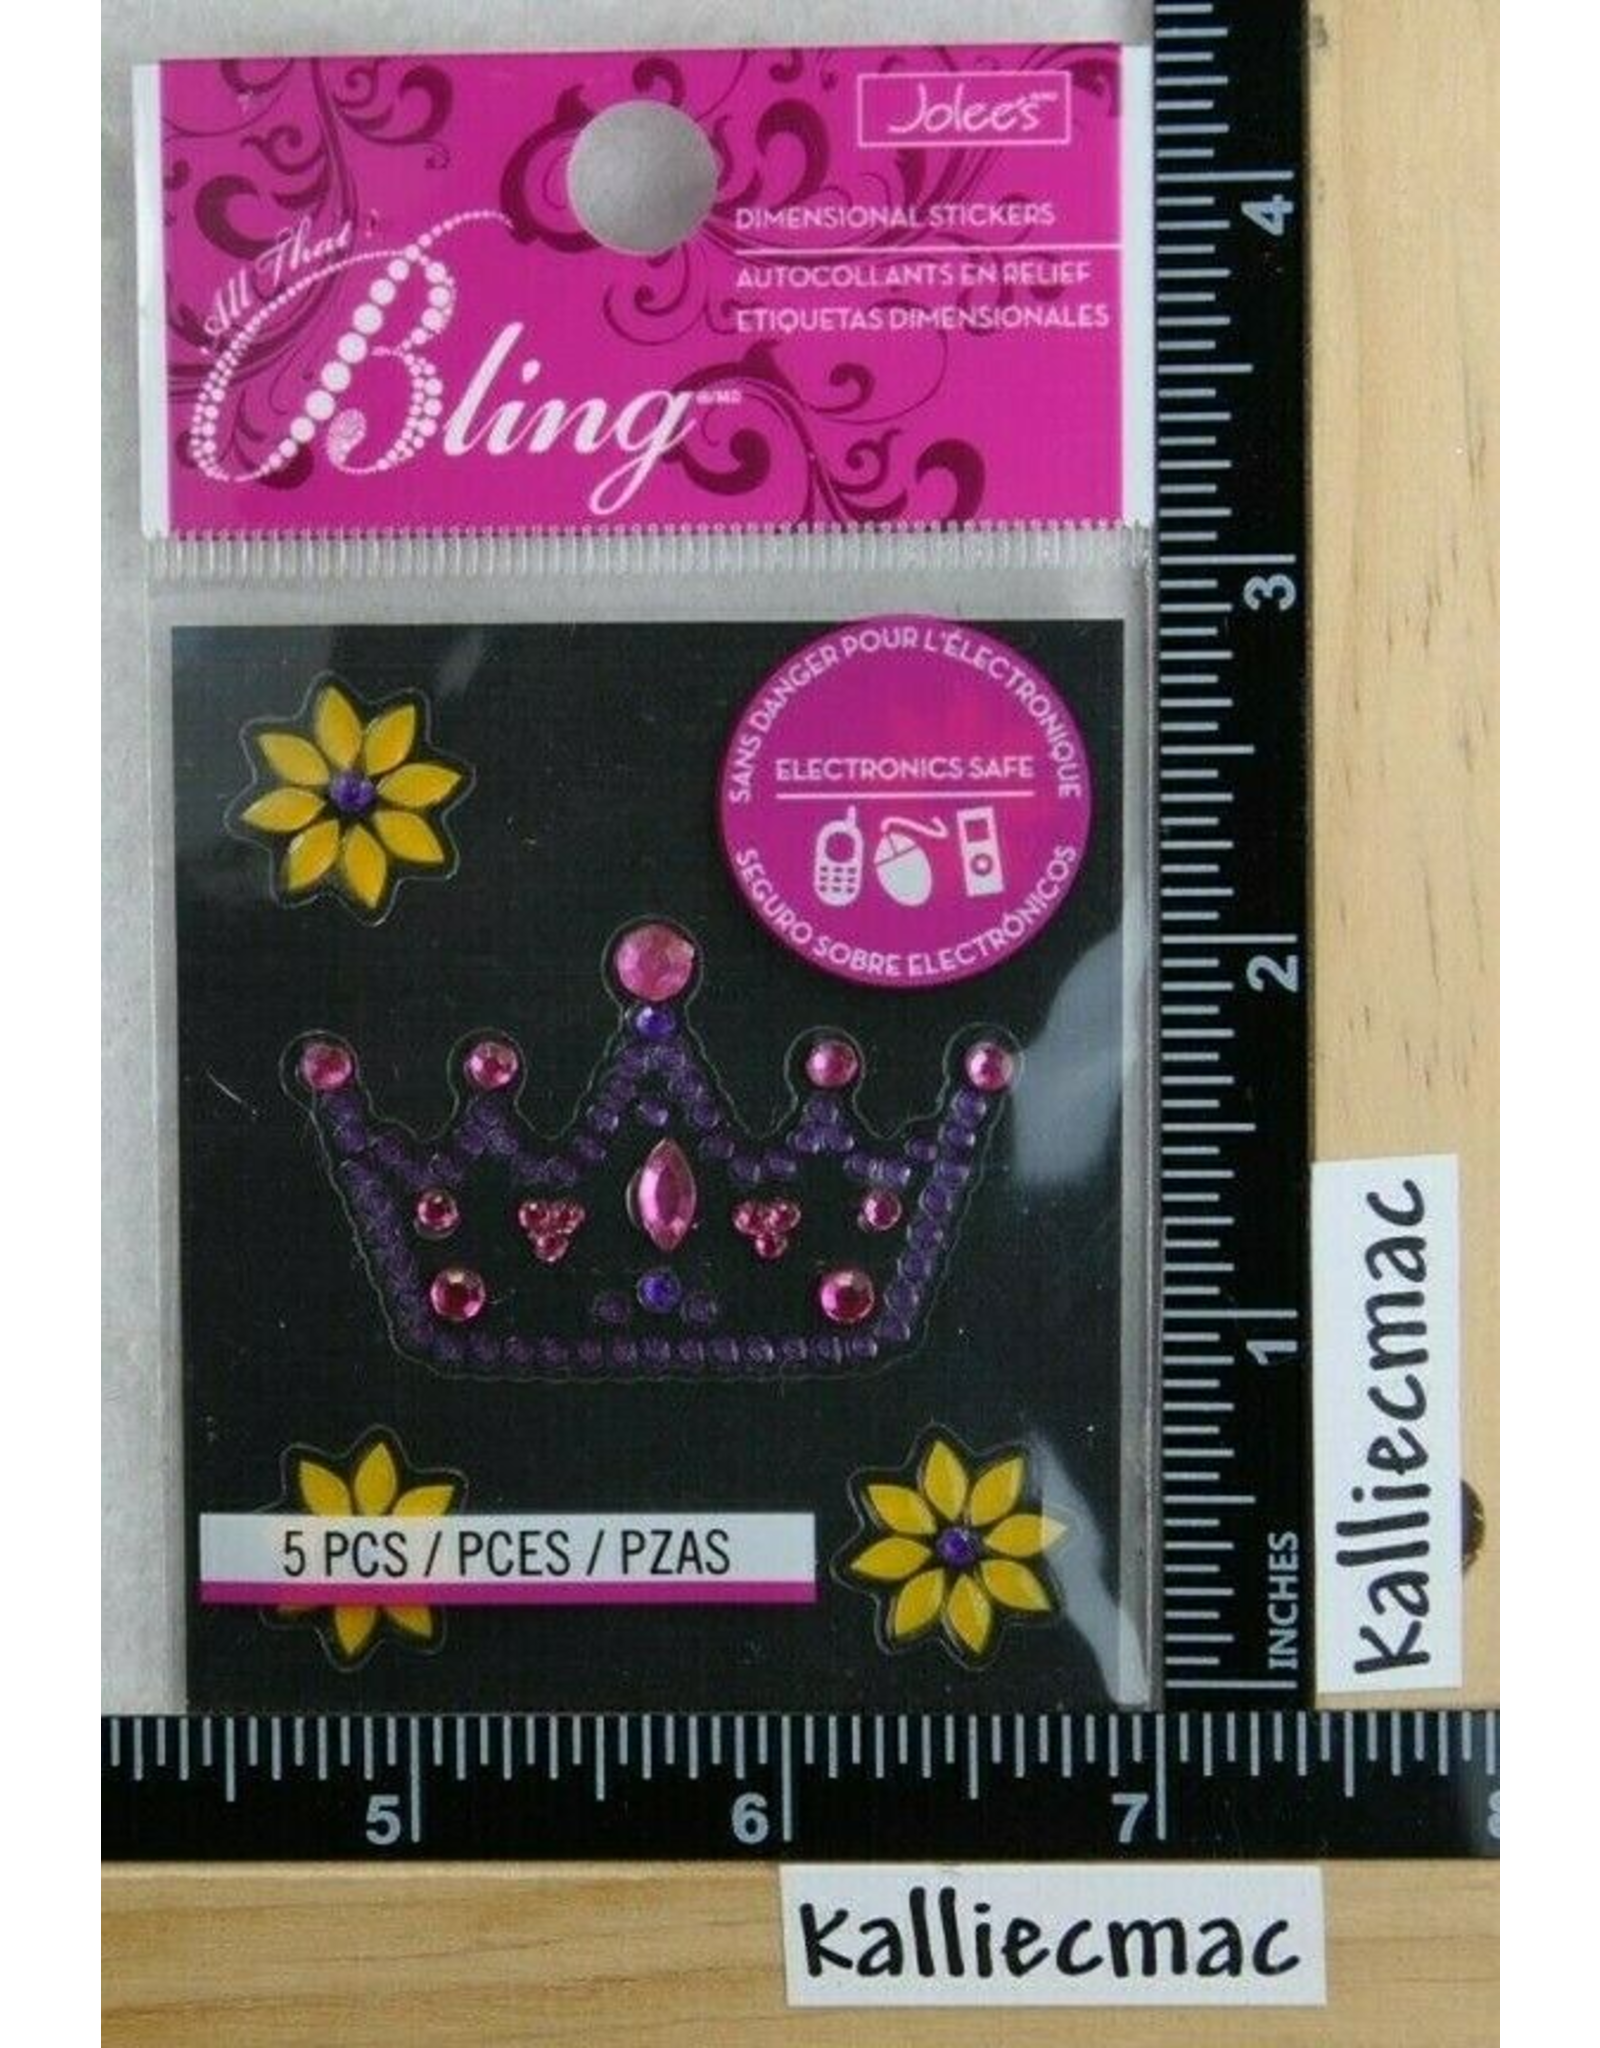 Jolee's
DIMENSIONAL STICKERS
AUTOCOLLANTS EN RELIEF
ETIQUETAS DIMENSIONALES
All That
Bling
SANS DANGER POUR L'ÉLECTRONIQUE
ELECTRONICS SAFE
SEGURO SOBRE ELECTRÓNICOS
5 PCS / PCES / PZAS
4
3
2
1
INCHES
5
6
7
8
Kalliecmac
Kalliecmac